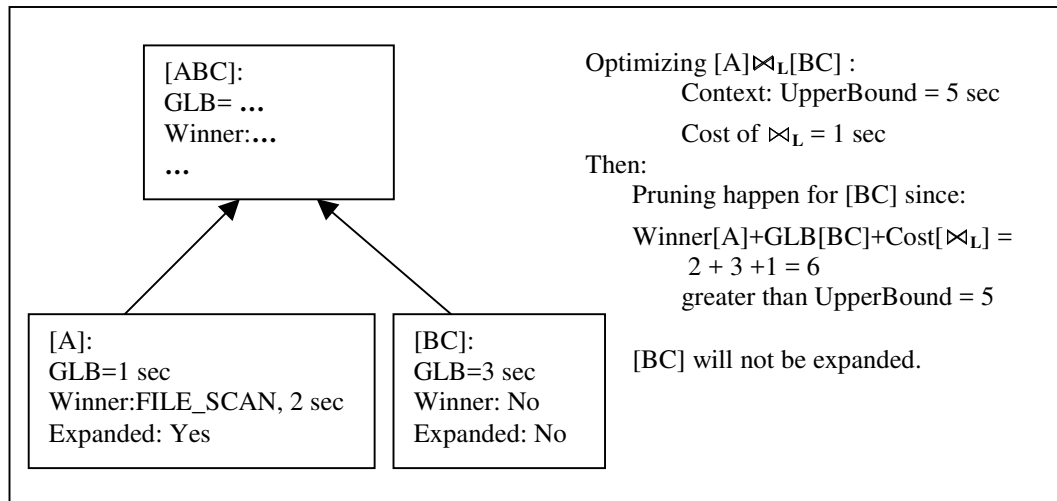 [ABC]:
GLB= ...
Winner:...
...
Optimizing [A]⋈L[BC] :
Context: UpperBound = 5 sec
Cost of ⋈L = 1 sec
Then:
Pruning happen for [BC] since:
Winner[A]+GLB[BC]+Cost[⋈L] =
2 + 3 +1 = 6
greater than UpperBound = 5
[BC] will not be expanded.
[A]:
GLB=1 sec
Winner:FILE_SCAN, 2 sec
Expanded: Yes
[BC]:
GLB=3 sec
Winner: No
Expanded: No